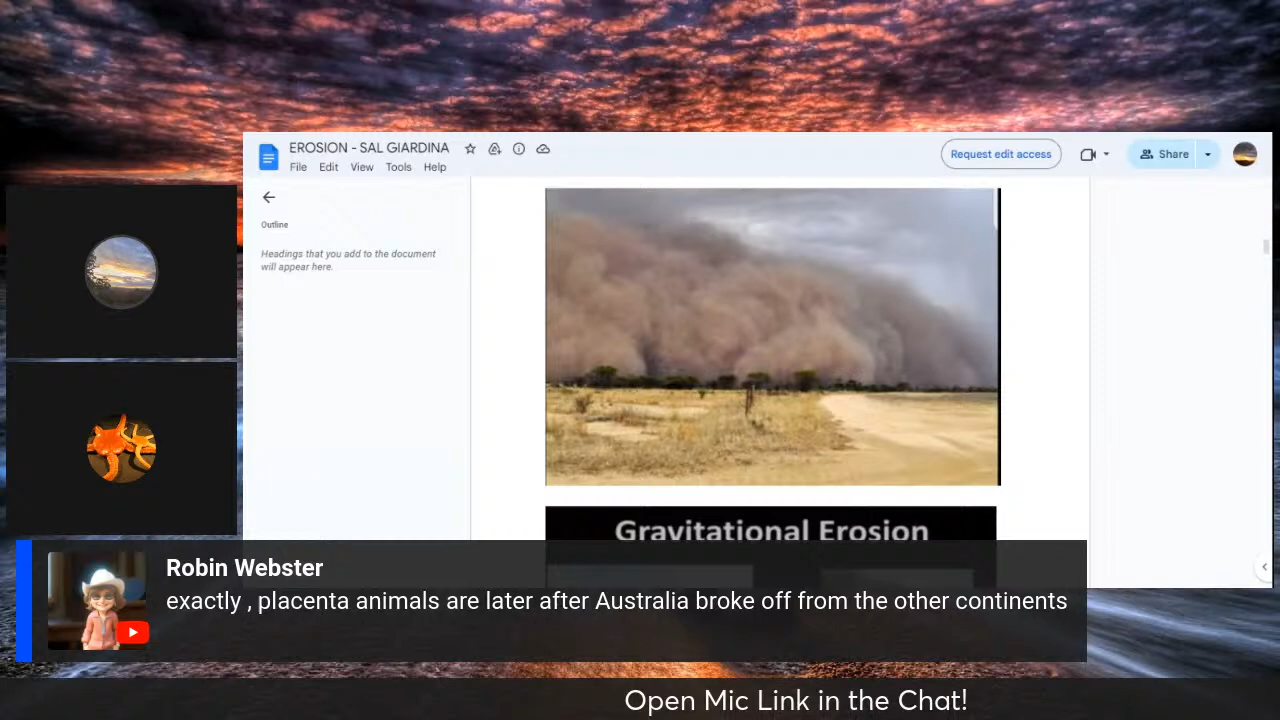 EROSION - SAL GIARDINA
File Edit View Tools Help
Request edit access
Share
Outline
Headings that you add to the document
will appear here.
Gravitational Erosion
Robin Webster
exactly , placenta animals are later after Australia broke off from the other continents
Open Mic Link in the Chat!